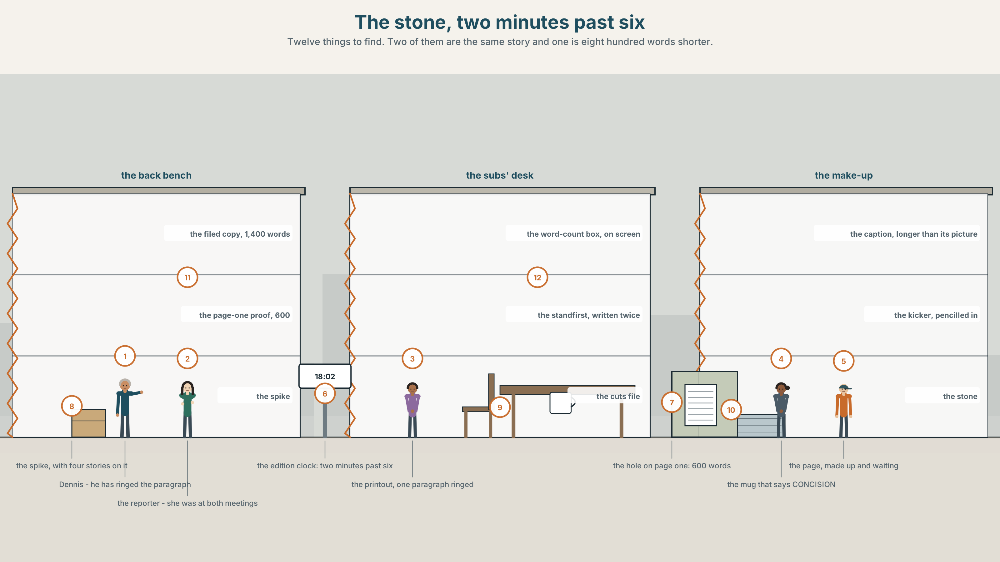 The stone, two minutes past six
Twelve things to find. Two of them are the same story and one is eight hundred words shorter.
the back bench
the subs' desk
the make-up
the filed copy, 1,400 words
the word-count box, on screen
the caption, longer than its picture
11
12
the page-one proof, 600
the standfirst, written twice
the kicker, pencilled in
1
2
3
4
5
18:02
the spike
6
the cuts file
the stone
7
8
9
10
the spike, with four stories on it
the edition clock: two minutes past six
the hole on page one: 600 words
the page, made up and waiting
Dennis - he has ringed the paragraph
the printout, one paragraph ringed
the mug that says CONCISION
the reporter - she was at both meetings